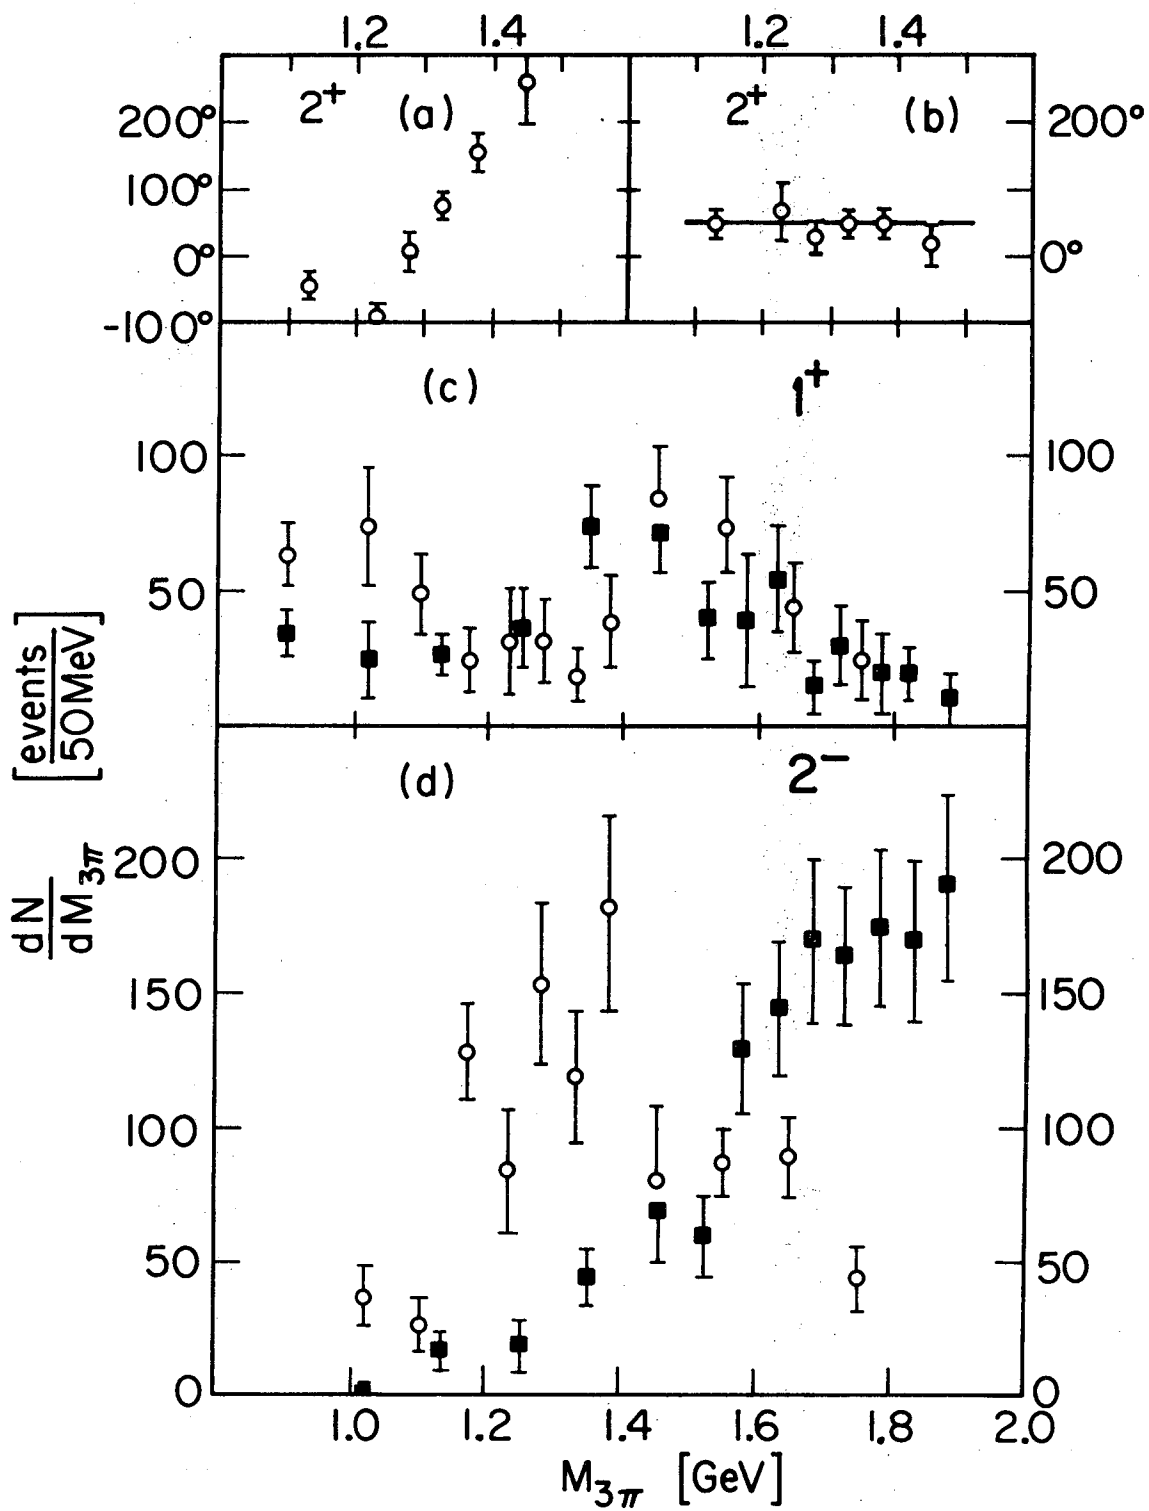 1.2 1.4 1.2 1.4
2+ (a) 2+ (b)
200° 200°
100°
0° 0°
-100°
(c) 1+
100 100
50 50
dN/dM3π [events/50MeV]
(d) 2−
200 200
150 150
100 100
50 50
0 0
1.0 1.2 1.4 1.6 1.8 2.0
M3π [GeV]